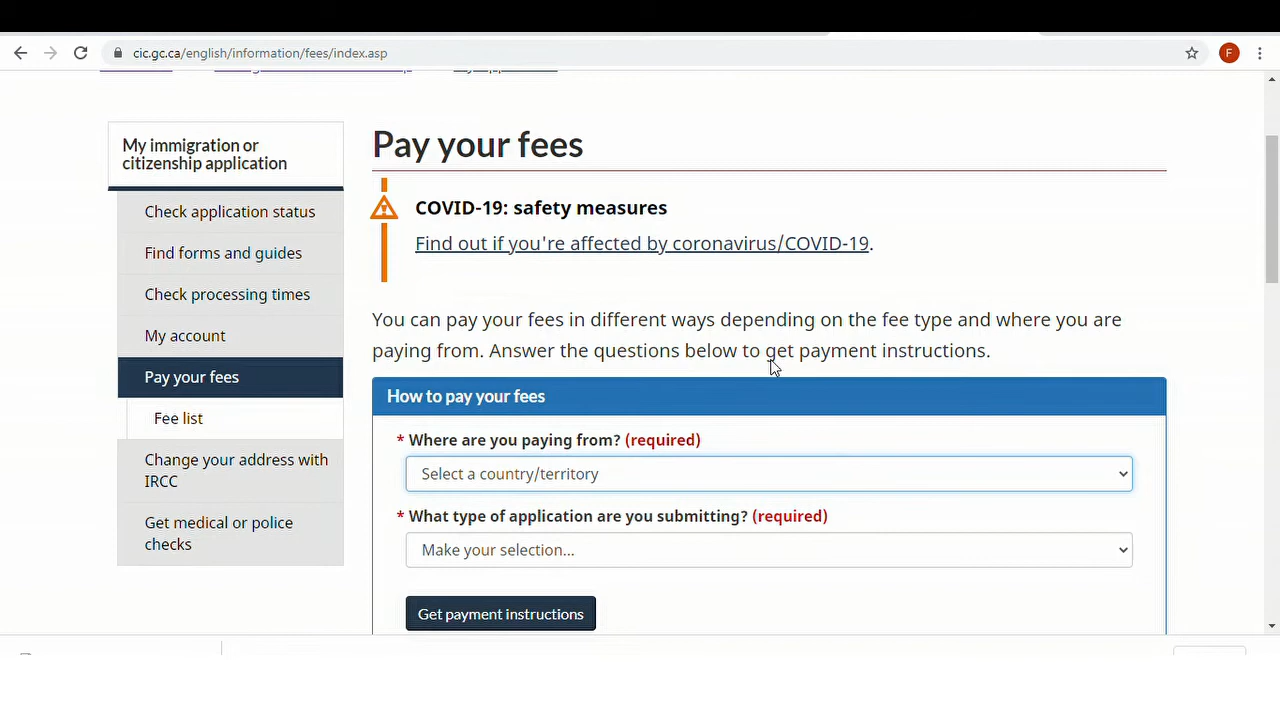 cic.gc.ca/english/information/fees/index.asp
F
My immigration or
citizenship application
Check application status
Find forms and guides
Check processing times
My account
Pay your fees
Fee list
Change your address with
IRCC
Get medical or police
checks
Pay your fees
COVID-19: safety measures
Find out if you're affected by coronavirus/COVID-19.
You can pay your fees in different ways depending on the fee type and where you are
paying from. Answer the questions below to get payment instructions.
How to pay your fees
* Where are you paying from? (required)
Select a country/territory
* What type of application are you submitting? (required)
Make your selection...
Get payment instructions